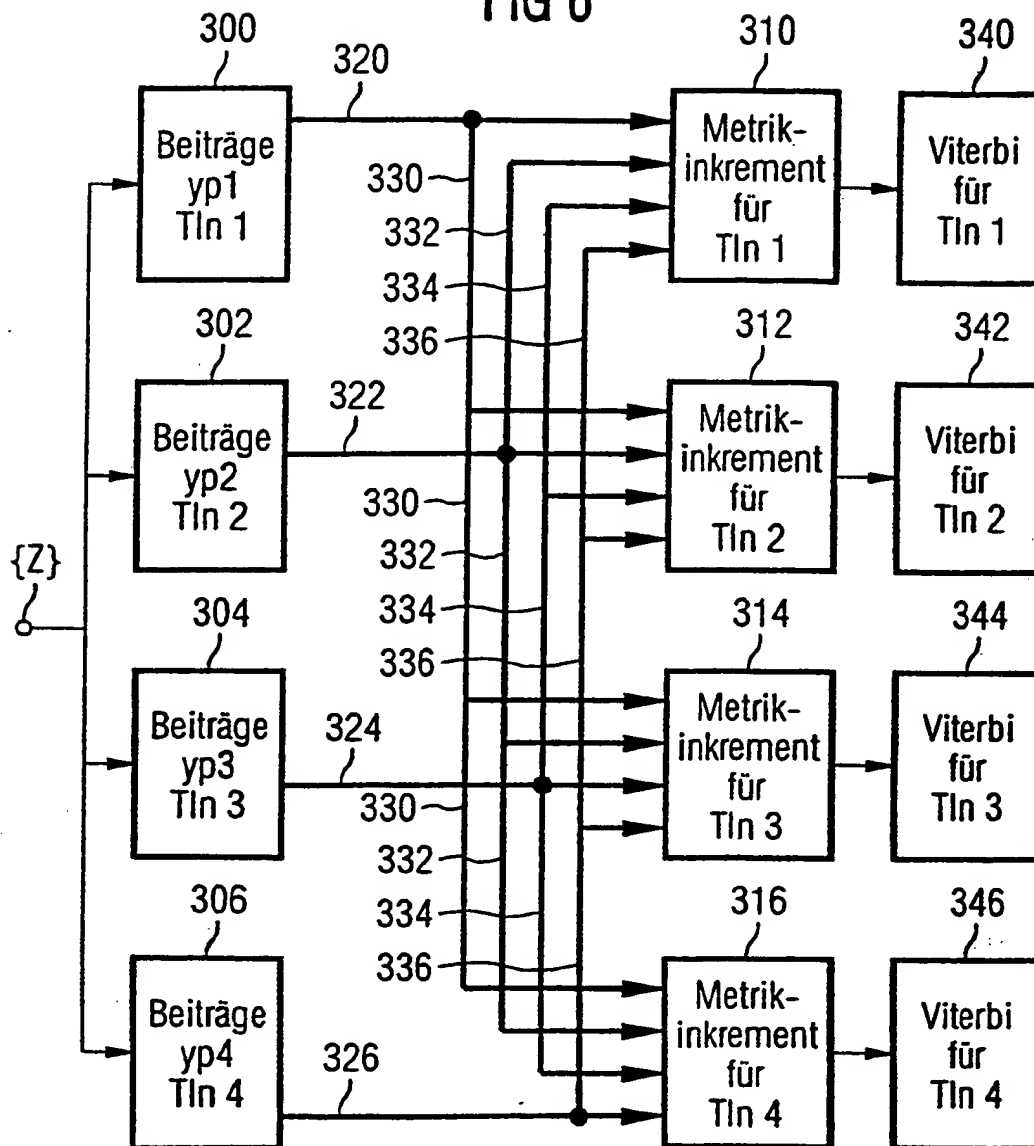 FIG 6
300
320
310
340
Beiträge
yp1
Tln 1
Metrik-
inkrement
für
Tln 1
Viterbi
für
Tln 1
330
332
334
336
302
322
312
342
Beiträge
yp2
Tln 2
Metrik-
inkrement
für
Tln 2
Viterbi
für
Tln 2
330
332
334
336
{Z}
304
324
314
344
Beiträge
yp3
Tln 3
Metrik-
inkrement
für
Tln 3
Viterbi
für
Tln 3
330
332
334
336
306
326
316
346
Beiträge
yp4
Tln 4
Metrik-
inkrement
für
Tln 4
Viterbi
für
Tln 4